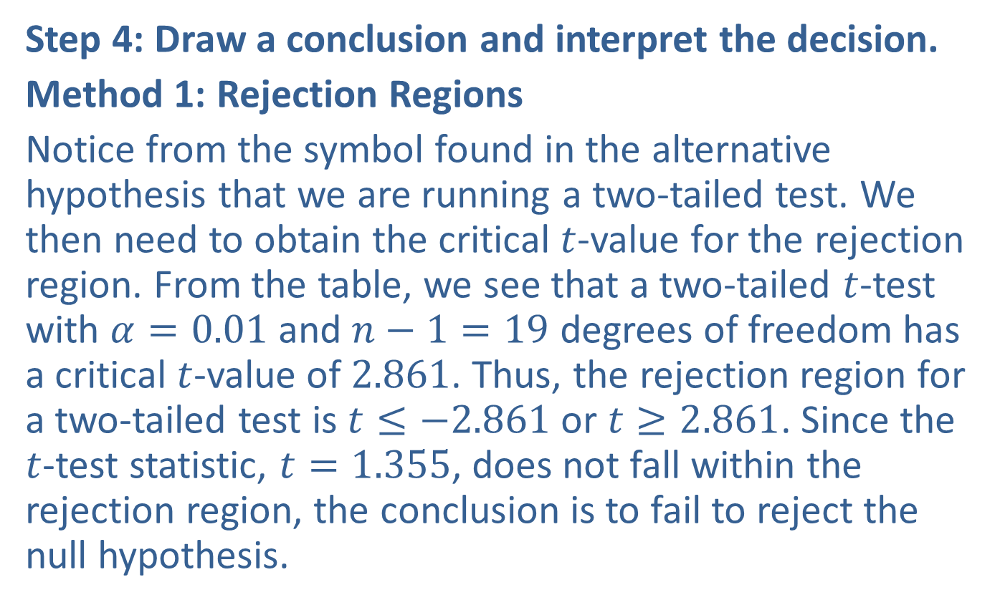 Step 4: Draw a conclusion and interpret the decision.
Method 1: Rejection Regions
Notice from the symbol found in the alternative
hypothesis that we are running a two-tailed test. We
then need to obtain the critical t-value for the rejection
region. From the table, we see that a two-tailed t-test
with α = 0.01 and n − 1 = 19 degrees of freedom has
a critical t-value of 2.861. Thus, the rejection region for
a two-tailed test is t ≤ −2.861 or t ≥ 2.861. Since the
t-test statistic, t = 1.355, does not fall within the
rejection region, the conclusion is to fail to reject the
null hypothesis.